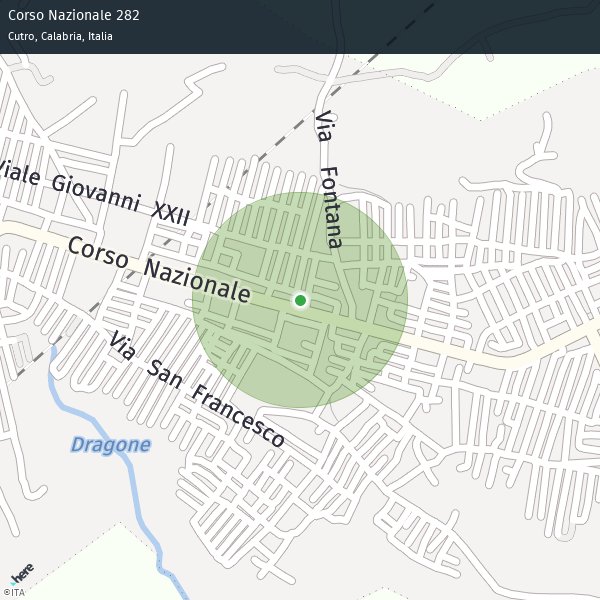 Corso Nazionale 282
Cutro, Calabria, Italia
Via Fontana
Viale Giovanni XXII
Corso Nazionale
Via San Francesco
Dragone
here
©ITA